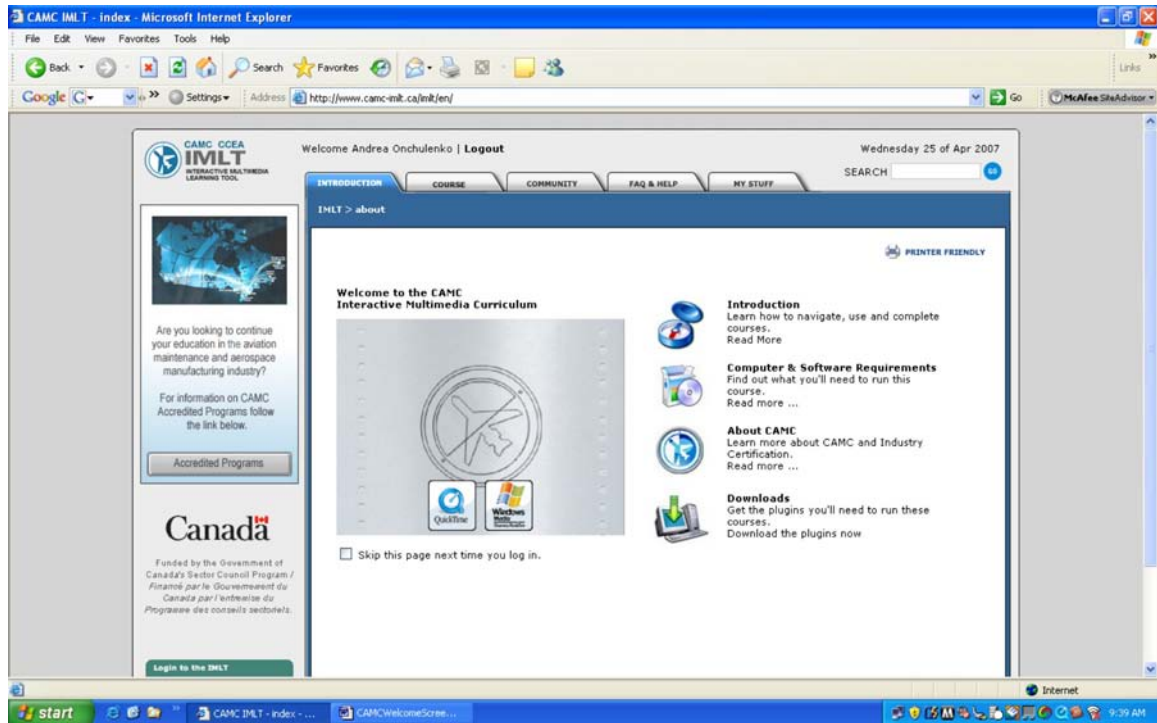 CAMC IMLT - index - Microsoft Internet Explorer
File Edit View Favorites Tools Help
Back Search Favorites Links
Google Settings Address http://www.camc-imlt.ca/imlt/en/ Go McAfee SiteAdvisor
CAMC CCEA
IMLT
INTERACTIVE MULTIMEDIA
LEARNING TOOL
Welcome Andrea Onchulenko | Logout
Wednesday 25 of Apr 2007
SEARCH GO
INTRODUCTION COURSE COMMUNITY FAQ & HELP MY STUFF
IMLT > about
PRINTER FRIENDLY
Are you looking to continue
your education in the aviation
maintenance and aerospace
manufacturing industry?
For information on CAMC
Accredited Programs follow
the link below.
Accredited Programs
Canada
Funded by the Government of
Canada's Sector Council Program /
Financé par le Gouvernement du
Canada par l'entremise du
Programme des conseils sectoriels.
Login to the IMLT
Welcome to the CAMC
Interactive Multimedia Curriculum
QuickTime
Windows
Media
Skip this page next time you log in.
Introduction
Learn how to navigate, use and complete
courses.
Read More
Computer & Software Requirements
Find out what you'll need to run this
course.
Read more ...
About CAMC
Learn more about CAMC and Industry
Certification.
Read more ...
Downloads
Get the plugins you'll need to run these
courses.
Download the plugins now
Internet
start CAMC IMLT - index - ... CAMCWelcomeScree... 9:39 AM